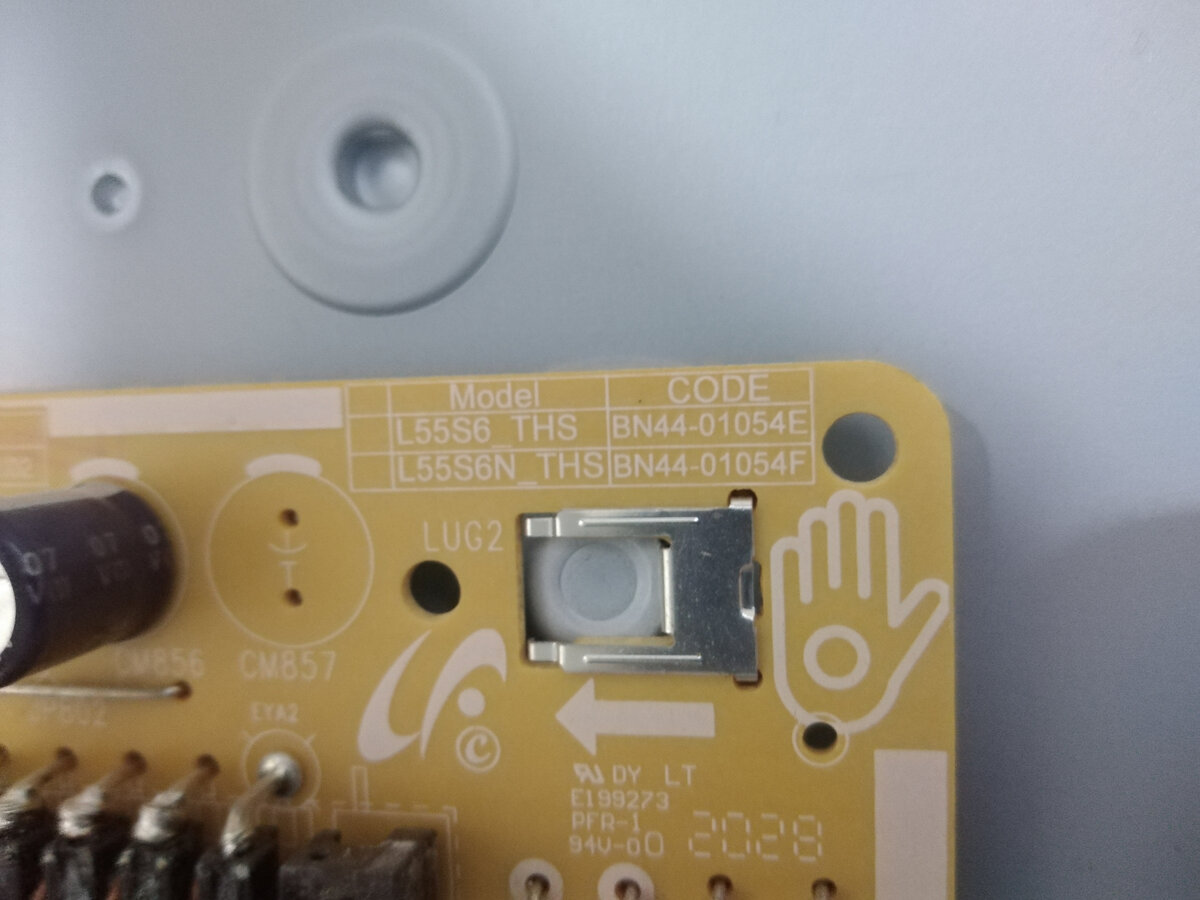 Model CODE
L55S6_THS BN44-01054E
L55S6N_THS BN44-01054F
LUG2
T
CM856 CM857
EYA2
©
DY LT
E199273
PFR-1
94V-0 0
2028